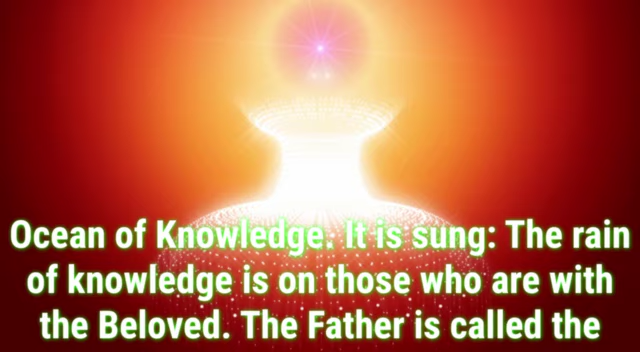 Ocean of Knowledge. It is sung: The rain
of knowledge is on those who are with
the Beloved. The Father is called the